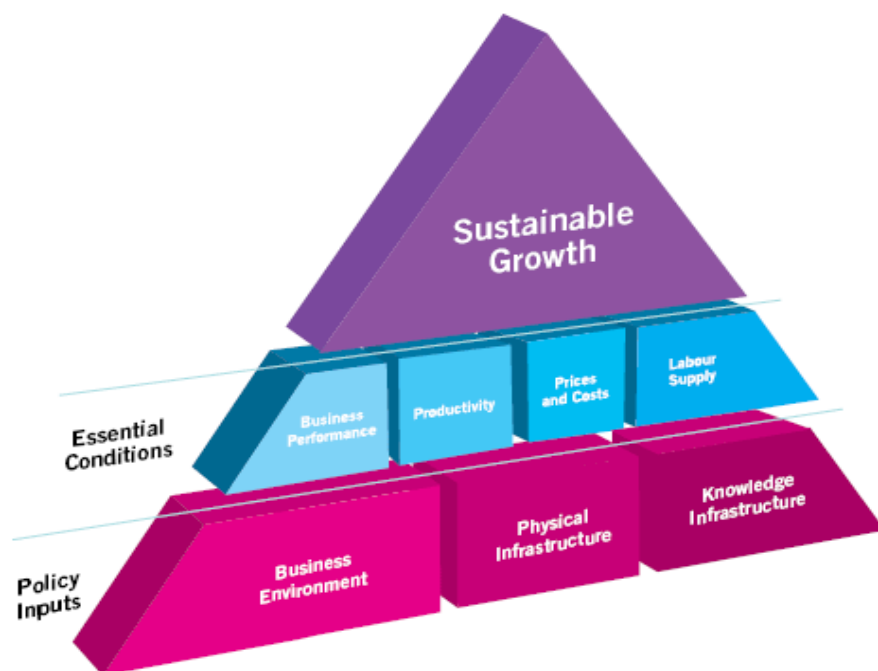 Sustainable
Growth
Essential
Conditions
Business
Performance
Productivity
Prices
and Costs
Labour
Supply
Policy
Inputs
Business
Environment
Physical
Infrastructure
Knowledge
Infrastructure